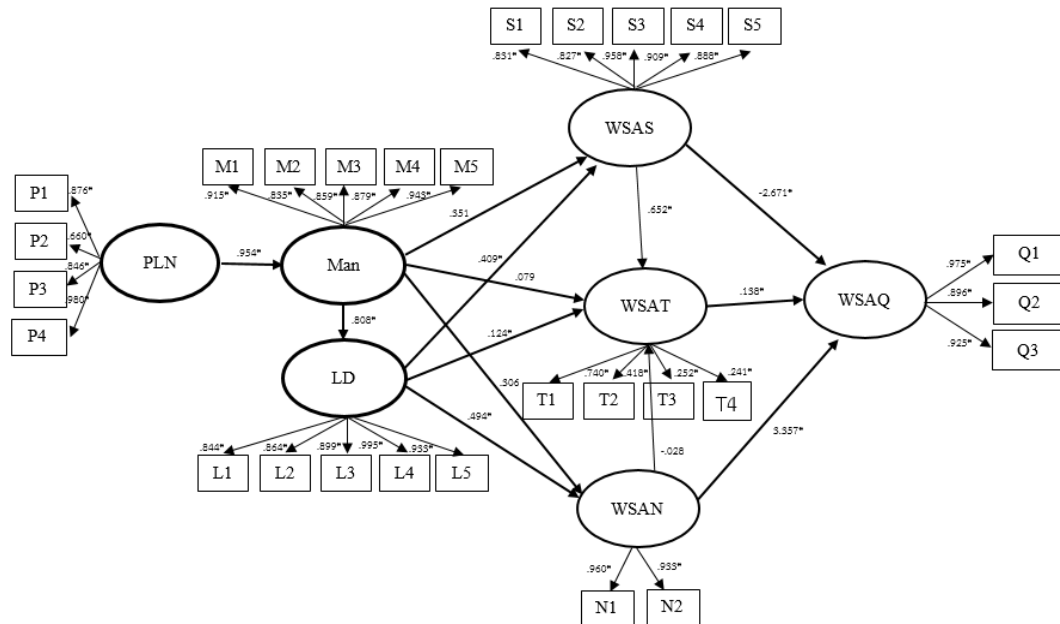 S1 S2 S3 S4 S5
.831* .827* .958* .909* .888*
WSAS
M1 M2 M3 M4 M5
.915* .835* .859* .879* .943*
P1 .876*
P2 .660*
P3 .846*
P4 .980*
PLN
.954*
Man
.351
.409*
.079
.652*
-2.671*
WSAT
.138*
WSAQ
.975* Q1
.896* Q2
.925* Q3
.808*
LD
.124*
.306
.494*
.740* .418* .252* .241*
T1 T2 T3 T4
.844* .864* .899* .995* .933*
L1 L2 L3 L4 L5
-.028
3.357*
WSAN
.960* .933*
N1 N2